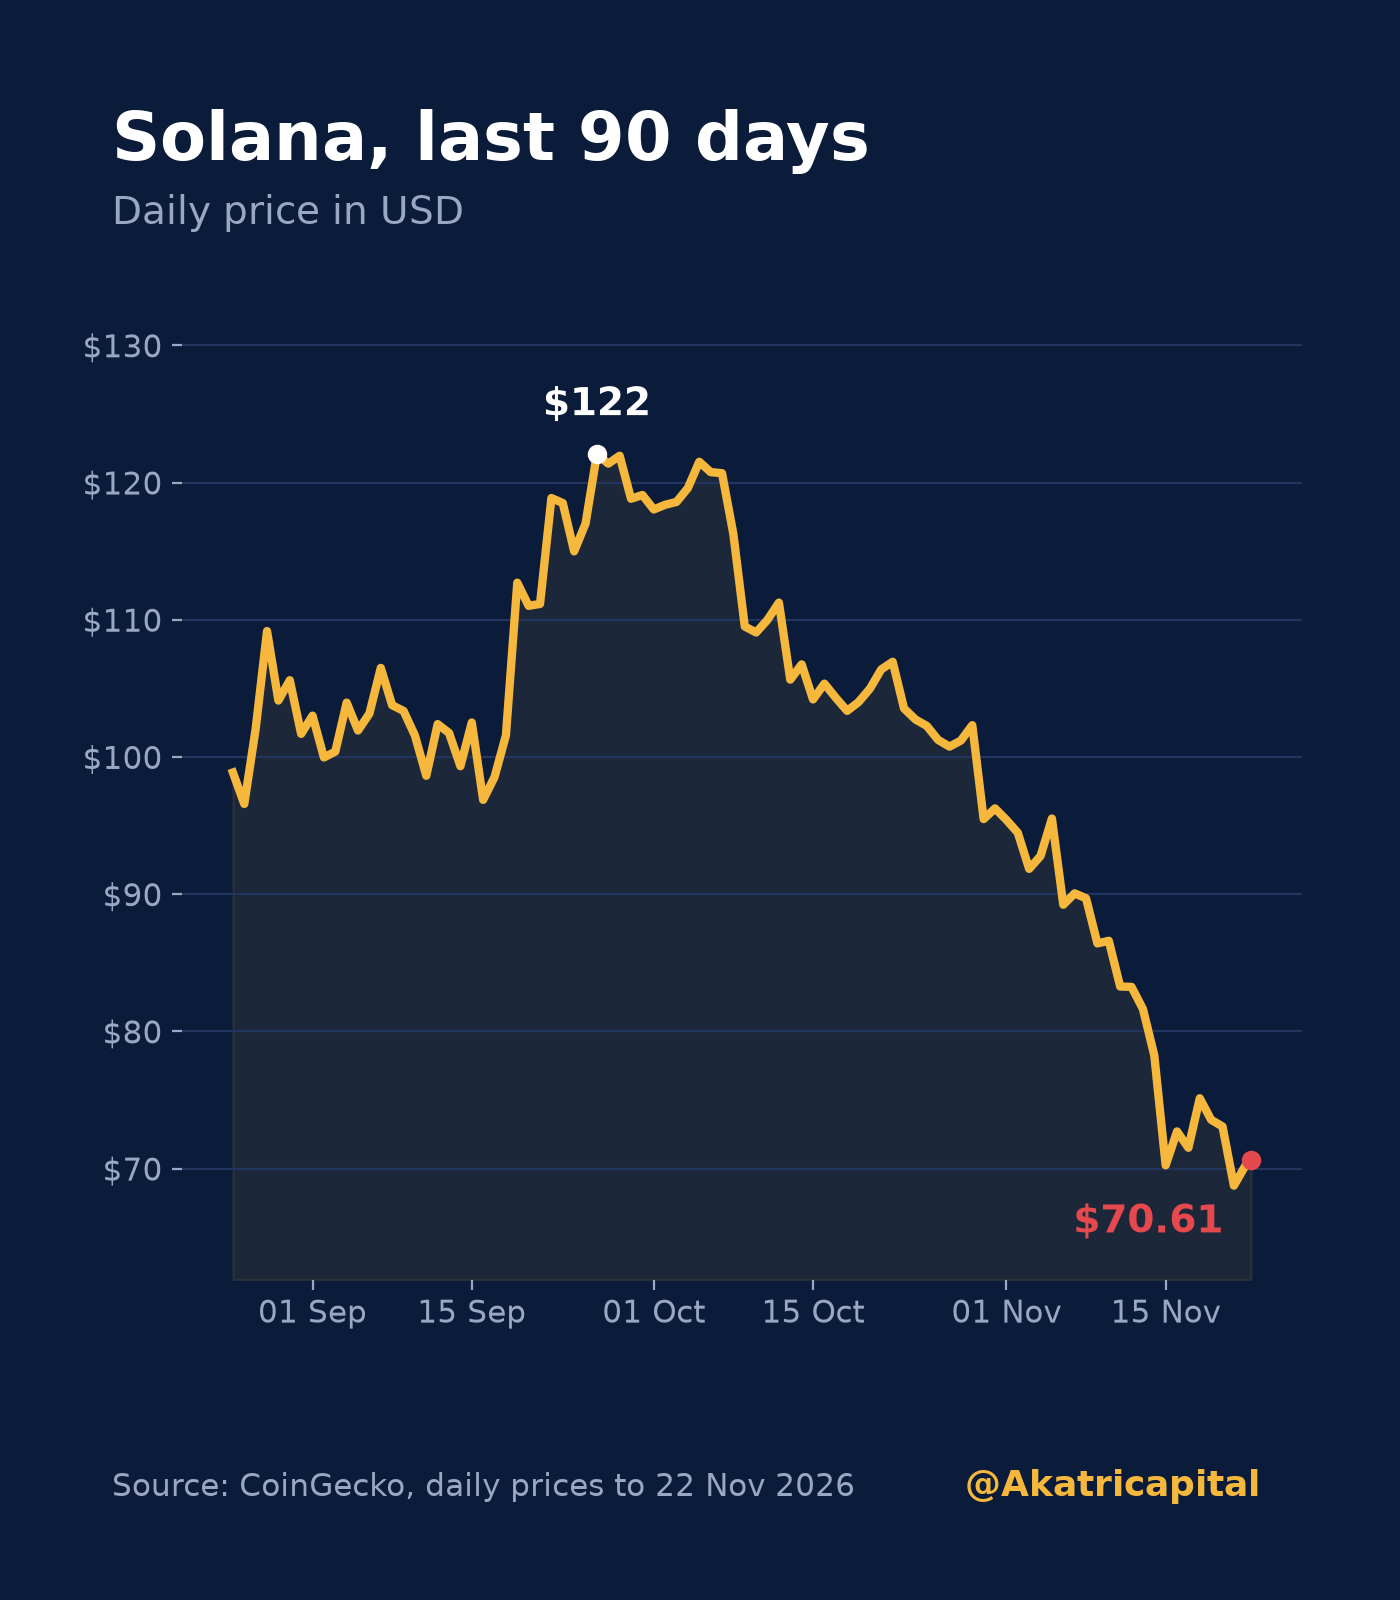 Solana, last 90 days
Daily price in USD
$130
$122
$120
$110
$100
$90
$80
$70
$70.61
01 Sep 15 Sep 01 Oct 15 Oct 01 Nov 15 Nov
Source: CoinGecko, daily prices to 22 Nov 2026 @Akatricapital